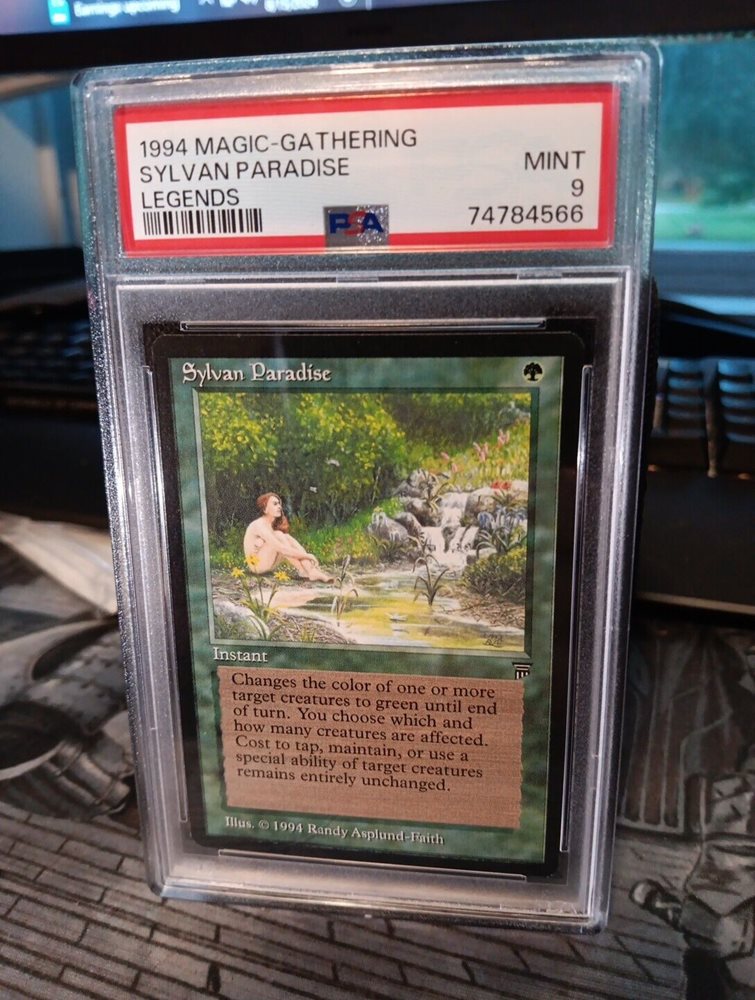 Earnings upcoming
1994 MAGIC-GATHERING
SYLVAN PARADISE
MINT
LEGENDS
9
PSA
74784566
Sylvan Paradise
Instant
Changes the color of one or more
target creatures to green until end
of turn. You choose which and
how many creatures are affected.
Cost to tap, maintain, or use a
special ability of target creatures
remains entirely unchanged.
Illus. © 1994 Randy Asplund-Faith